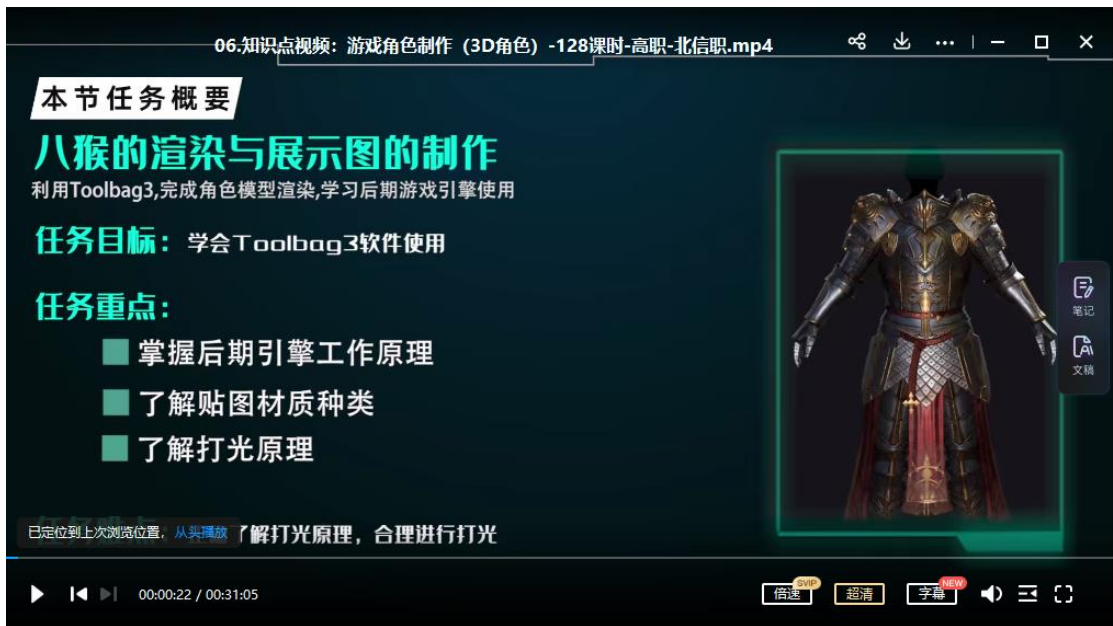 06.知识点视频：游戏角色制作（3D角色）-128课时-高职-北信职.mp4
本节任务概要
八猴的渲染与展示图的制作
利用Toolbag3,完成角色模型渲染,学习后期游戏引擎使用
任务目标：学会Toolbag3软件使用
任务重点：
掌握后期引擎工作原理
了解贴图材质种类
了解打光原理
笔记
文稿
已定位到上次浏览位置，从头播放
了解打光原理，合理进行打光
00:00:22 / 00:31:05
倍速 SVIP 超清 字幕 NEW